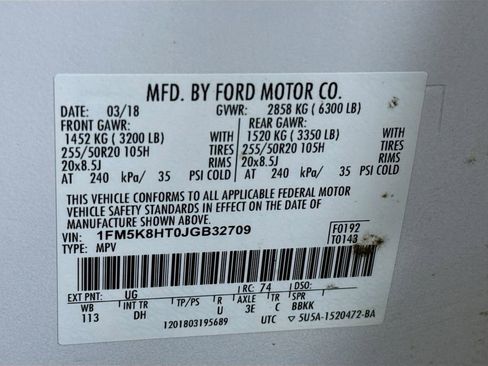 MFD. BY FORD MOTOR CO.
DATE: 03/18 GVWR: 2858 KG ( 6300 LB)
FRONT GAWR: REAR GAWR:
1452 KG ( 3200 LB) WITH 1520 KG ( 3350 LB) WITH
255/50R20 105H TIRES 255/50R20 105H TIRES
20x8.5J RIMS 20x8.5J RIMS
AT 240 kPa/ 35 PSI COLD AT 240 kPa/ 35 PSI COLD
THIS VEHICLE CONFORMS TO ALL APPLICABLE FEDERAL MOTOR
VEHICLE SAFETY STANDARDS IN EFFECT ON THE DATE OF
MANUFACTURE SHOWN ABOVE.
VIN: 1FM5K8HT0JGB32709 F0192
TYPE: MPV T0143
EXT PNT: UG RC: 74 DSO:
WB INT TR TP/PS R AXLE TR SPR
113 DH U 3E C BBKK
1201803195689 UTC ▽5U5A-1520472-BA